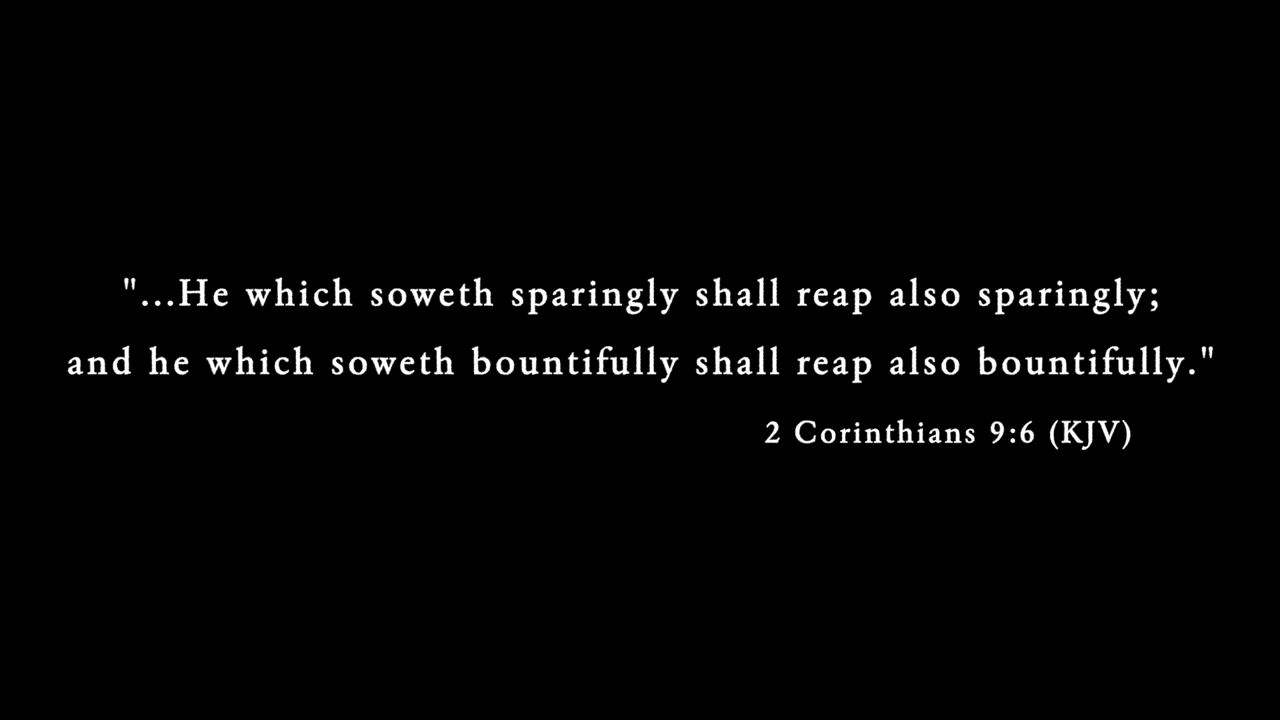 "...He which soweth sparingly shall reap also sparingly;
and he which soweth bountifully shall reap also bountifully."
2 Corinthians 9:6 (KJV)